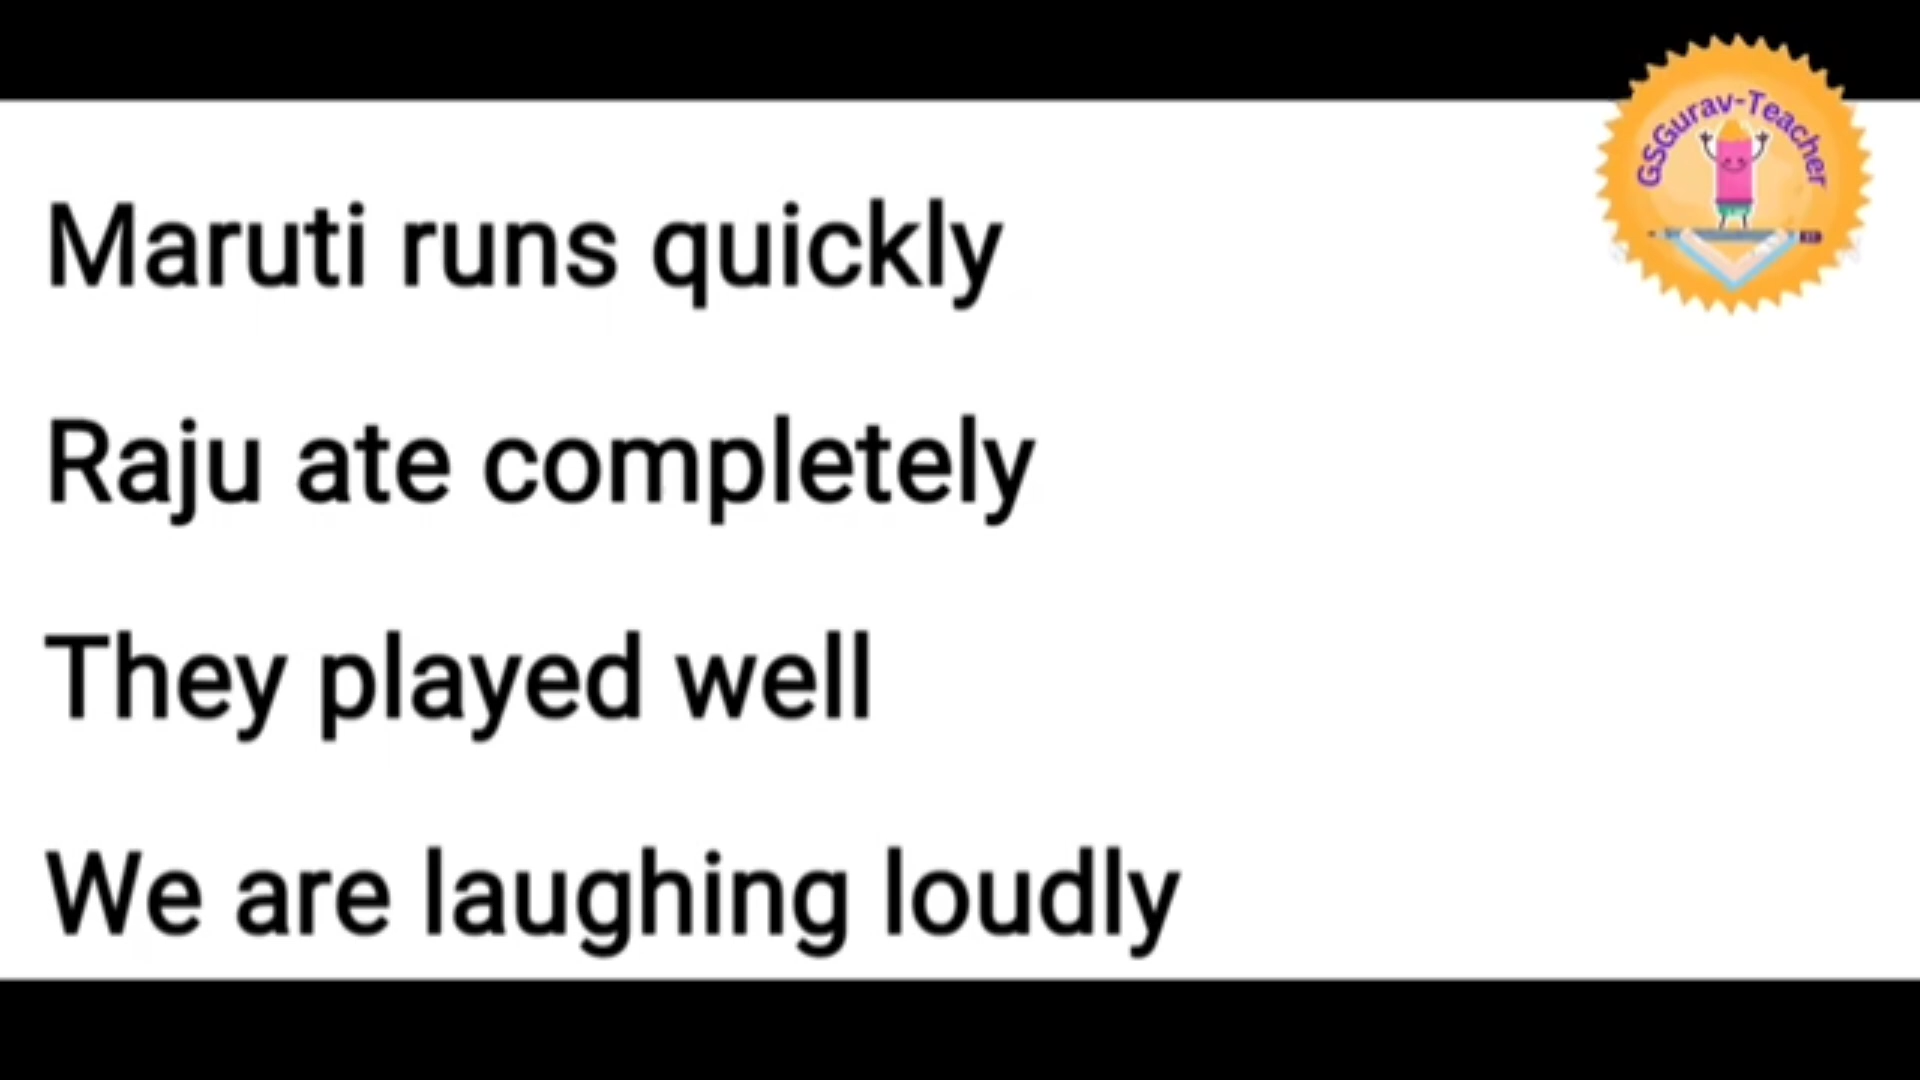 GSGurav-Teacher
Maruti runs quickly
Raju ate completely
They played well
We are laughing loudly